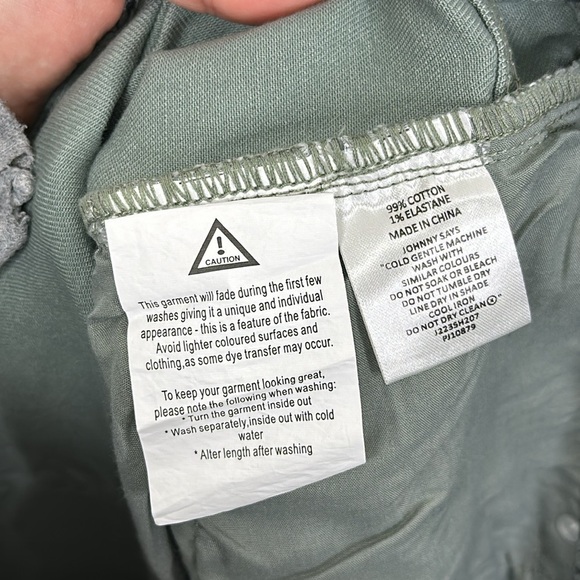 !
CAUTION
This garment will fade during the first few
washes giving it a unique and individual
appearance - this is a feature of the fabric.
Avoid lighter coloured surfaces and
clothing,as some dye transfer may occur.
To keep your garment looking great,
please note the following when washing:
* Turn the garment inside out
* Wash separately,inside out with cold
water
* Alter length after washing
99% COTTON
1% ELASTANE
MADE IN CHINA
JOHNNY SAYS
"COLD GENTLE MACHINE
WASH WITH
SIMILAR COLOURS
DO NOT SOAK OR BLEACH
DO NOT TUMBLE DRY
LINE DRY IN SHADE
COOL IRON
DO NOT DRY CLEAN"
J223SH207
PJ10879